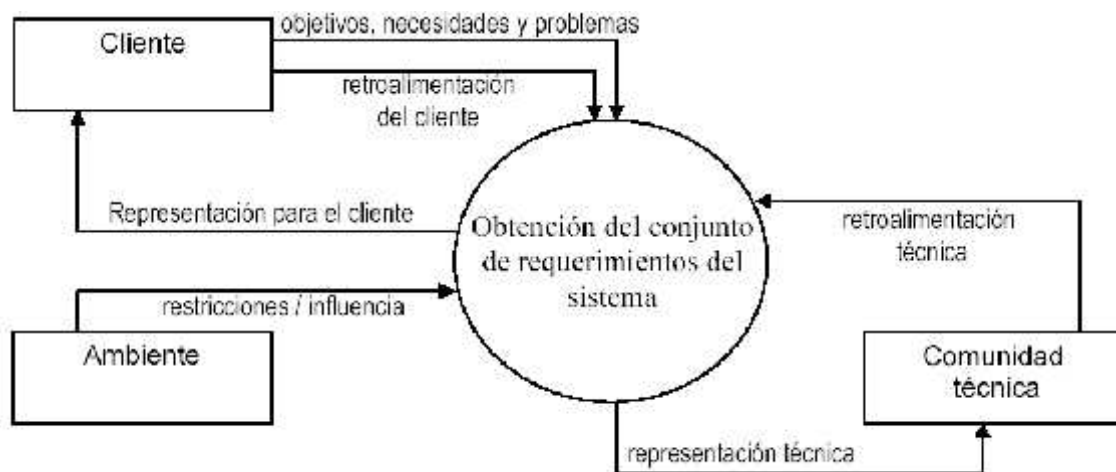 Cliente
objetivos, necesidades y problemas
retroalimentación
del cliente
Representación para el cliente
Obtención del conjunto
de requerimientos del
sistema
retroalimentación
técnica
restricciones / influencia
Ambiente
Comunidad
técnica
representación técnica